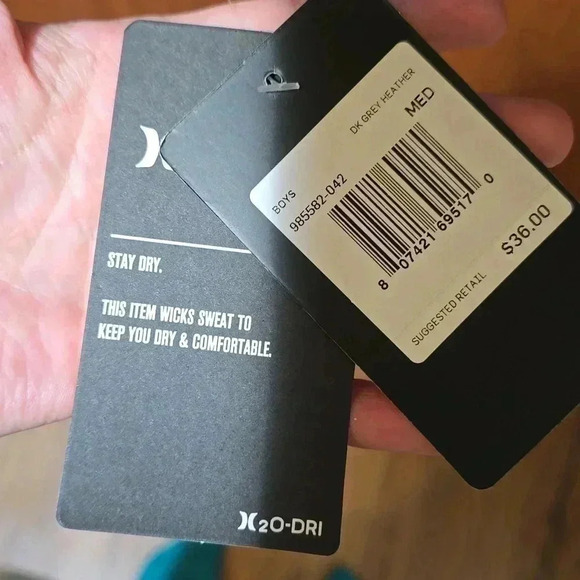 STAY DRY.
THIS ITEM WICKS SWEAT TO
KEEP YOU DRY & COMFORTABLE.
2O-DRI
BOYS
985582-042
DK GREY HEATHER
MED
8 07421 69517 0
SUGGESTED RETAIL
$36.00